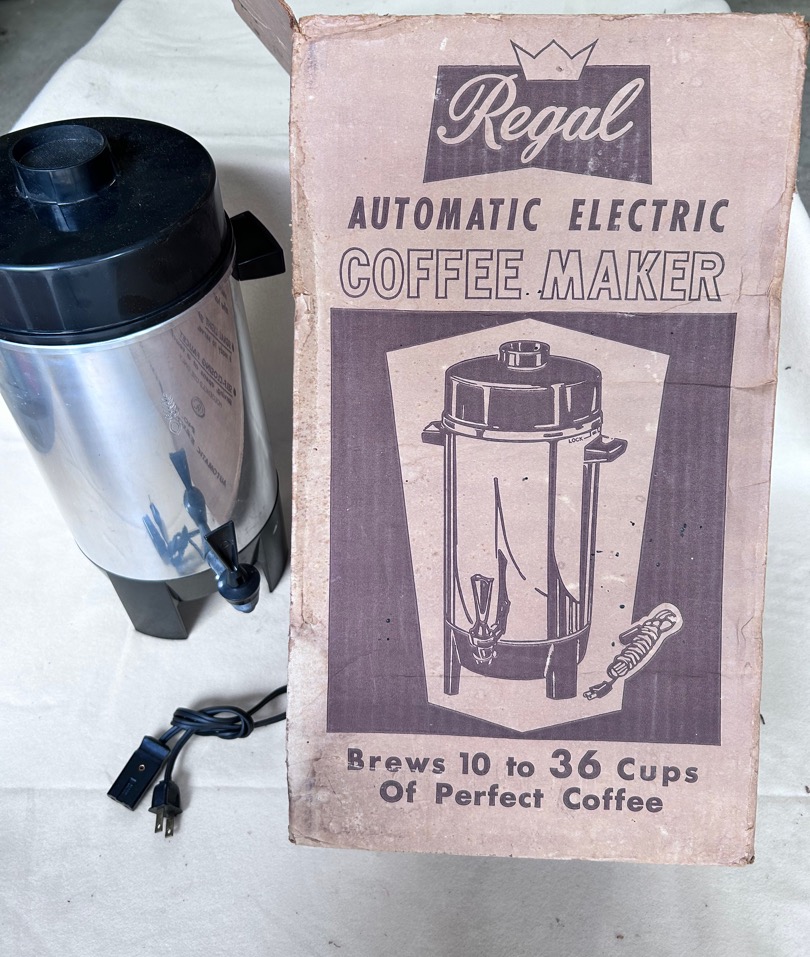 Regal
AUTOMATIC ELECTRIC
COFFEE MAKER
LOCK
Brews 10 to 36 Cups
Of Perfect Coffee